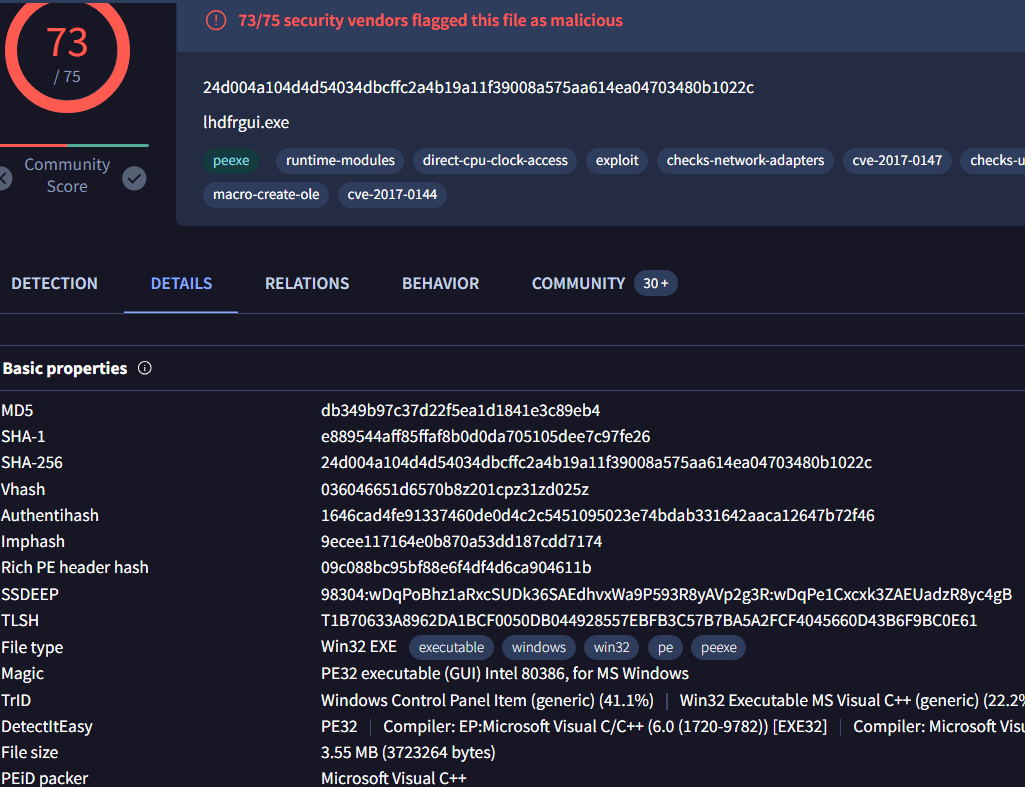 73
/ 75
Community
Score
73/75 security vendors flagged this file as malicious
24d004a104d4d54034dbcffc2a4b19a11f39008a575aa614ea04703480b1022c
lhdfrgui.exe
peexe runtime-modules direct-cpu-clock-access exploit checks-network-adapters cve-2017-0147 checks-u
macro-create-ole cve-2017-0144
DETECTION DETAILS RELATIONS BEHAVIOR COMMUNITY 30+
Basic properties
MD5 db349b97c37d22f5ea1d1841e3c89eb4
SHA-1 e889544aff85ffaf8b0d0da705105dee7c97fe26
SHA-256 24d004a104d4d54034dbcffc2a4b19a11f39008a575aa614ea04703480b1022c
Vhash 036046651d6570b8z201cpz31zd025z
Authentihash 1646cad4fe91337460de0d4c2c5451095023e74bdab331642aaca12647b72f46
Imphash 9ecee117164e0b870a53dd187cdd7174
Rich PE header hash 09c088bc95bf88e6f4df4d6ca904611b
SSDEEP 98304:wDqPoBhz1aRxcSUDk36SAEdhvxWa9P593R8yAVp2g3R:wDqPe1Cxcxk3ZAEUadzR8yc4gB
TLSH T1B70633A8962DA1BCF0050DB044928557EBFB3C57B7BA5A2FCF4045660D43B6F9BC0E61
File type Win32 EXE executable windows win32 pe peexe
Magic PE32 executable (GUI) Intel 80386, for MS Windows
TrID Windows Control Panel Item (generic) (41.1%) | Win32 Executable MS Visual C++ (generic) (22.2%
DetectItEasy PE32 | Compiler: EP:Microsoft Visual C/C++ (6.0 (1720-9782)) [EXE32] | Compiler: Microsoft Visu
File size 3.55 MB (3723264 bytes)
PEiD packer Microsoft Visual C++